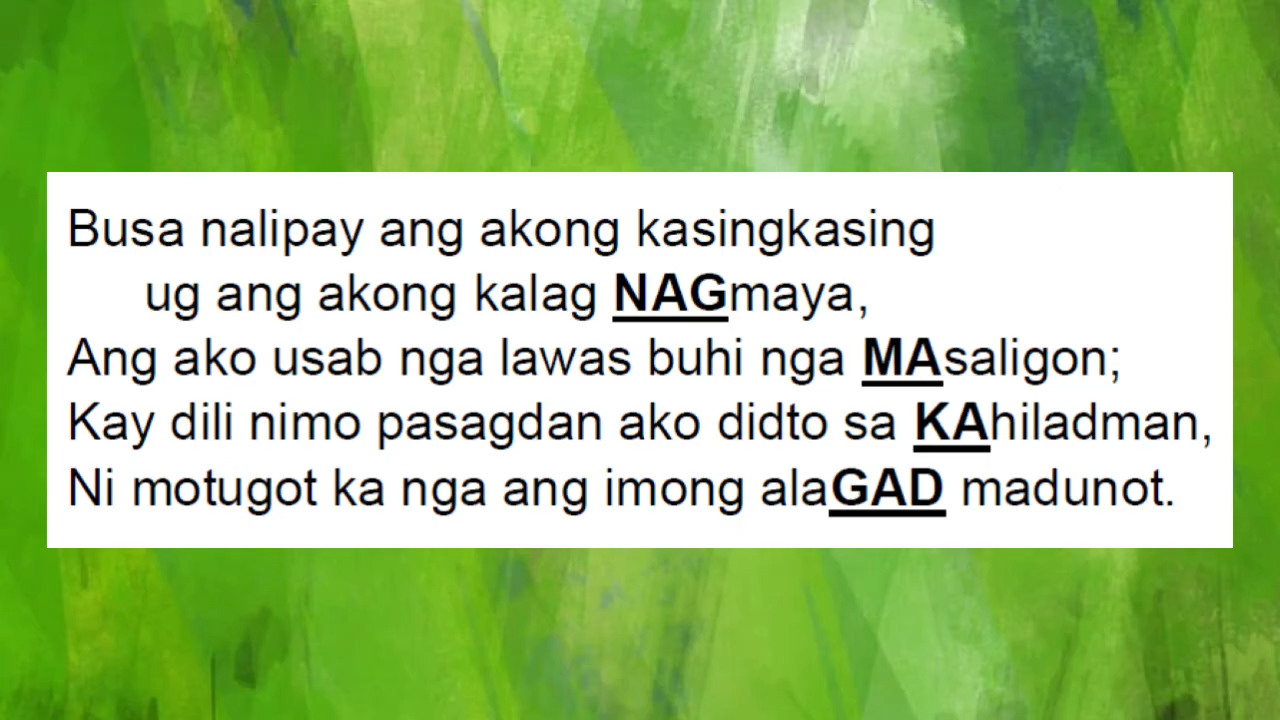 Busa nalipay ang akong kasingkasing
ug ang akong kalag NAGmaya,
Ang ako usab nga lawas buhi nga MAsaligon;
Kay dili nimo pasagdan ako didto sa KAhiladman,
Ni motugot ka nga ang imong alaGAD madunot.